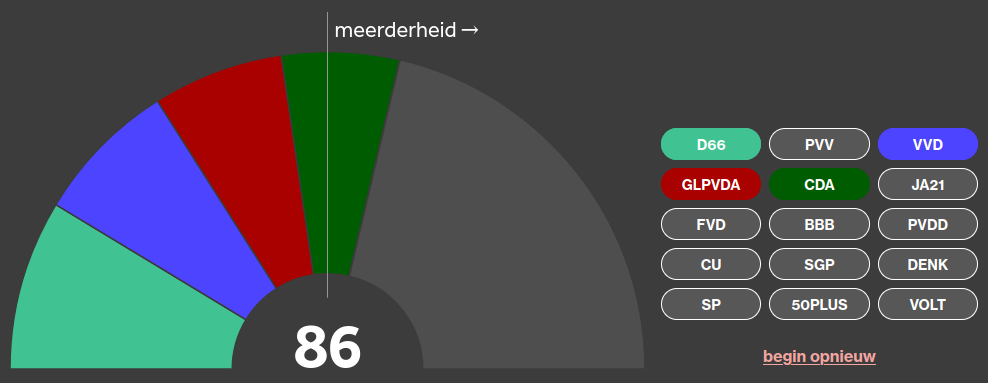 meerderheid →
86
D66 PVV VVD
GLPVDA CDA JA21
FVD BBB PVDD
CU SGP DENK
SP 50PLUS VOLT
begin opnieuw